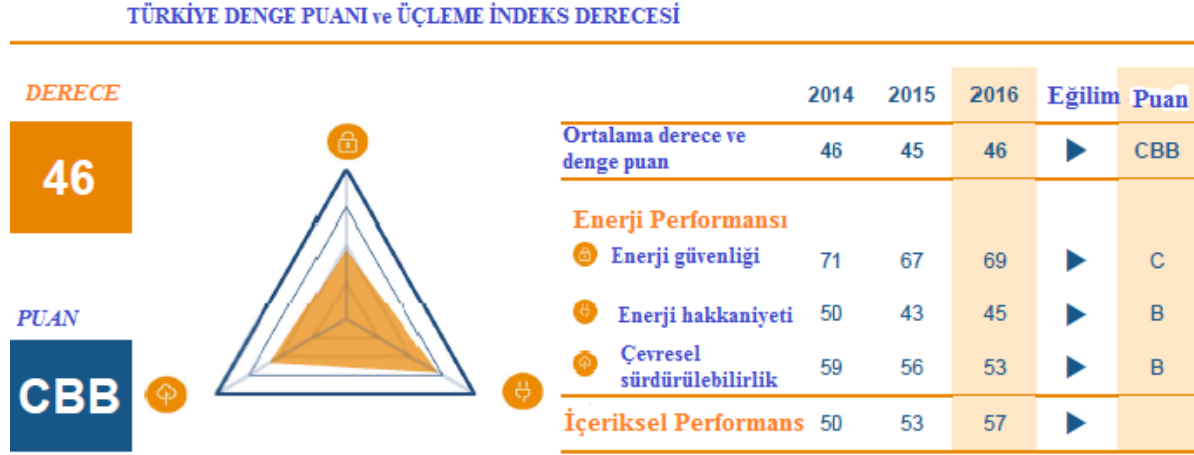 TÜRKİYE DENGE PUANI ve ÜÇLEME İNDEKS DERECESİ
DERECE
46
PUAN
CBB
2014 2015 2016 Eğilim Puan
Ortalama derece ve
denge puan 46 45 46 CBB
Enerji Performansı
Enerji güvenliği 71 67 69 C
Enerji hakkaniyeti 50 43 45 B
Çevresel
sürdürülebilirlik 59 56 53 B
İçeriksel Performans 50 53 57